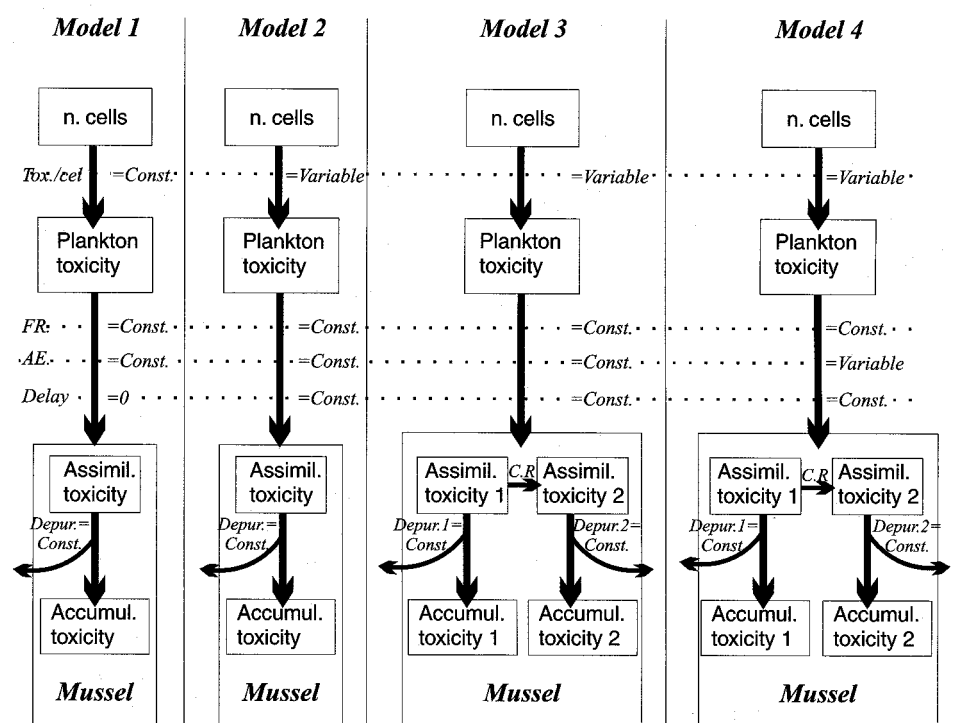 Model 1 Model 2 Model 3 Model 4
n. cells n. cells n. cells n. cells
Tox./cel =Const. =Variable =Variable =Variable
Plankton toxicity Plankton toxicity Plankton toxicity Plankton toxicity
FR. =Const. =Const. =Const. =Const.
AE. =Const. =Const. =Const. =Variable
Delay =0 =Const. =Const. =Const.
Assimil. toxicity Assimil. toxicity Assimil. toxicity 1 C.R Assimil. toxicity 2 Assimil. toxicity 1 C.R Assimil. toxicity 2
Depur.= Const. Depur.= Const. Depur.1= Const. Depur.2= Const. Depur.1= Const. Depur.2= Const.
Accumul. toxicity Accumul. toxicity Accumul. toxicity 1 Accumul. toxicity 2 Accumul. toxicity 1 Accumul. toxicity 2
Mussel Mussel Mussel Mussel